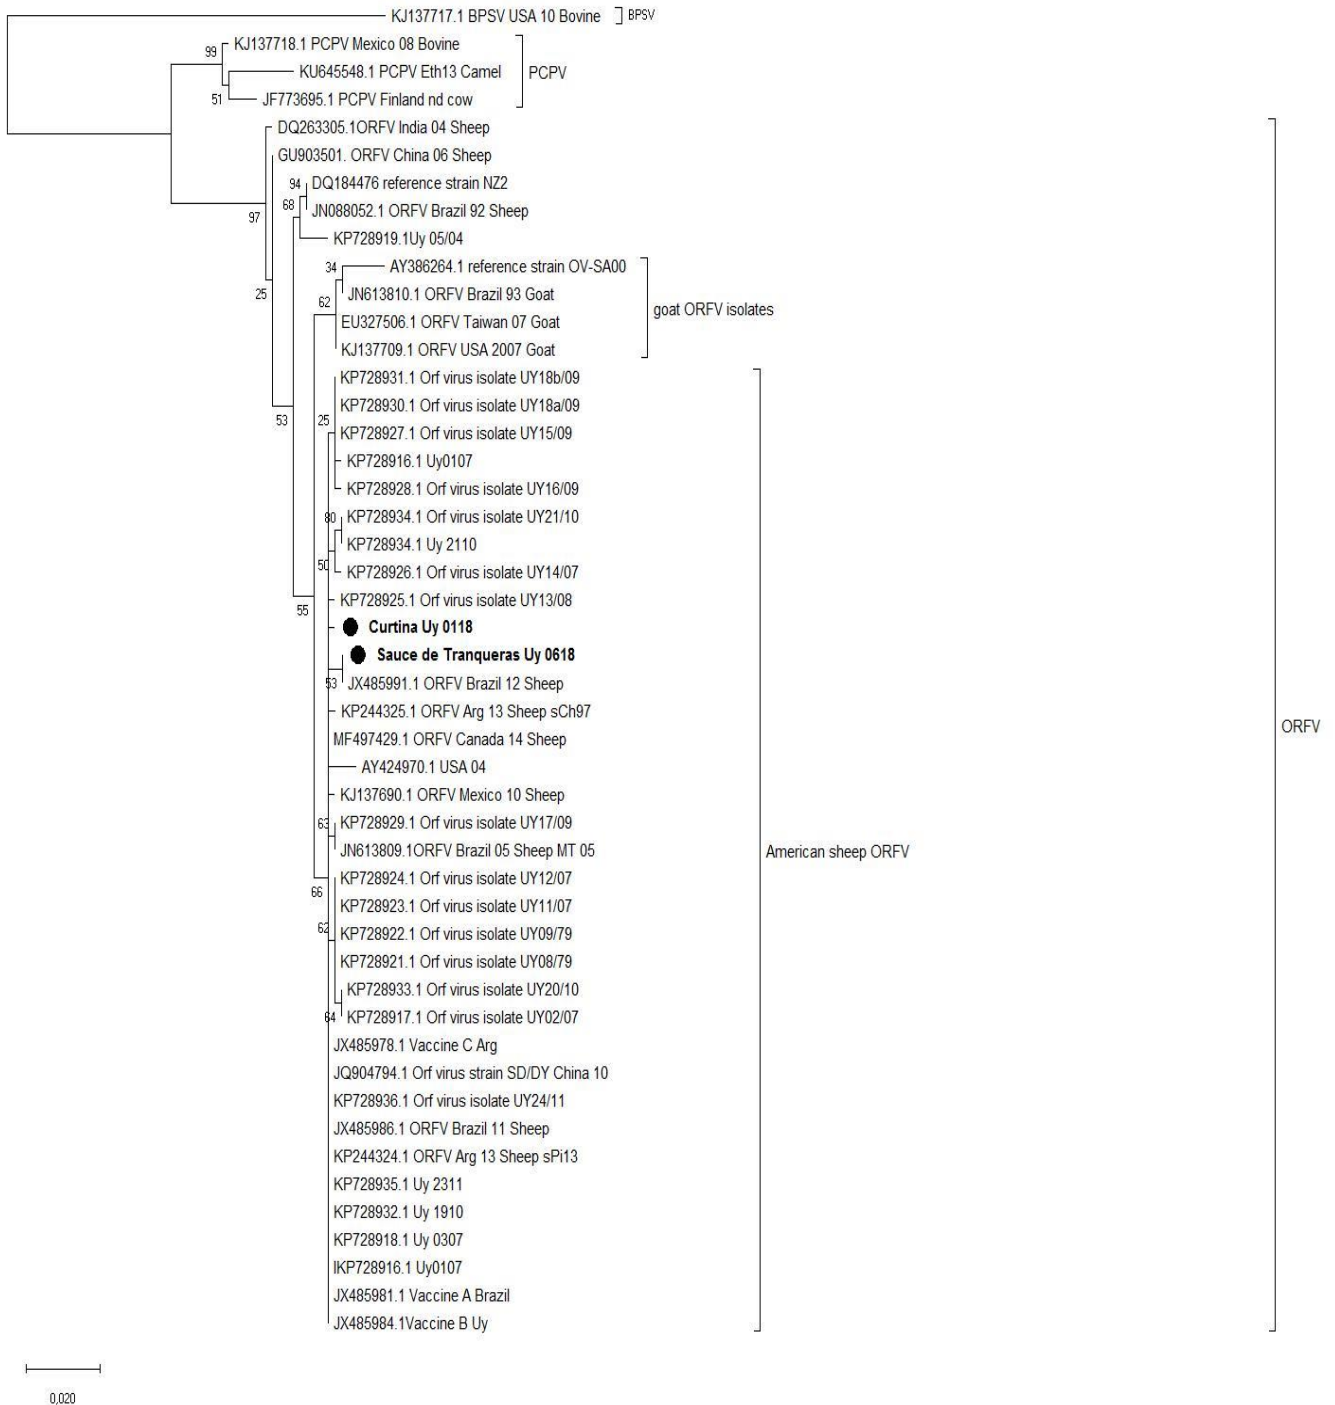 KJ137717.1 BPSV USA 10 Bovine
BPSV
99
KJ137718.1 PCPV Mexico 08 Bovine
KU645548.1 PCPV Eth13 Camel
PCPV
51
JF773695.1 PCPV Finland nd cow
DQ263305.1ORFV India 04 Sheep
GU903501. ORFV China 06 Sheep
94
DQ184476 reference strain NZ2
68
97
JN088052.1 ORFV Brazil 92 Sheep
KP728919.1Uy 05/04
34
AY386264.1 reference strain OV-SA00
25
62
JN613810.1 ORFV Brazil 93 Goat
goat ORFV isolates
EU327506.1 ORFV Taiwan 07 Goat
KJ137709.1 ORFV USA 2007 Goat
KP728931.1 Orf virus isolate UY18b/09
KP728930.1 Orf virus isolate UY18a/09
53
25
KP728927.1 Orf virus isolate UY15/09
KP728916.1 Uy0107
KP728928.1 Orf virus isolate UY16/09
80
KP728934.1 Orf virus isolate UY21/10
KP728934.1 Uy 2110
50
KP728926.1 Orf virus isolate UY14/07
55
KP728925.1 Orf virus isolate UY13/08
Curtina Uy 0118
Sauce de Tranqueras Uy 0618
53
JX485991.1 ORFV Brazil 12 Sheep
KP244325.1 ORFV Arg 13 Sheep sCh97
ORFV
MF497429.1 ORFV Canada 14 Sheep
AY424970.1 USA 04
KJ137690.1 ORFV Mexico 10 Sheep
63
KP728929.1 Orf virus isolate UY17/09
JN613809.1ORFV Brazil 05 Sheep MT 05
American sheep ORFV
KP728924.1 Orf virus isolate UY12/07
66
KP728923.1 Orf virus isolate UY11/07
62
KP728922.1 Orf virus isolate UY09/79
KP728921.1 Orf virus isolate UY08/79
KP728933.1 Orf virus isolate UY20/10
64
KP728917.1 Orf virus isolate UY02/07
JX485978.1 Vaccine C Arg
JQ904794.1 Orf virus strain SD/DY China 10
KP728936.1 Orf virus isolate UY24/11
JX485986.1 ORFV Brazil 11 Sheep
KP244324.1 ORFV Arg 13 Sheep sPi13
KP728935.1 Uy 2311
KP728932.1 Uy 1910
KP728918.1 Uy 0307
IKP728916.1 Uy0107
JX485981.1 Vaccine A Brazil
JX485984.1Vaccine B Uy
0,020